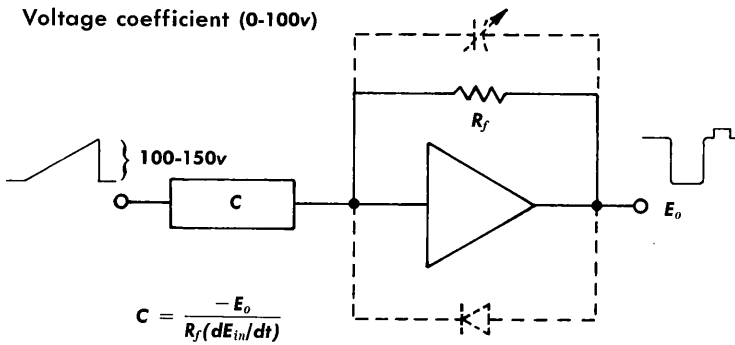 Voltage coefficient (0-100v)
R_f
100-150v
C
E_o
C = -E_o / R_f(dE_in/dt)